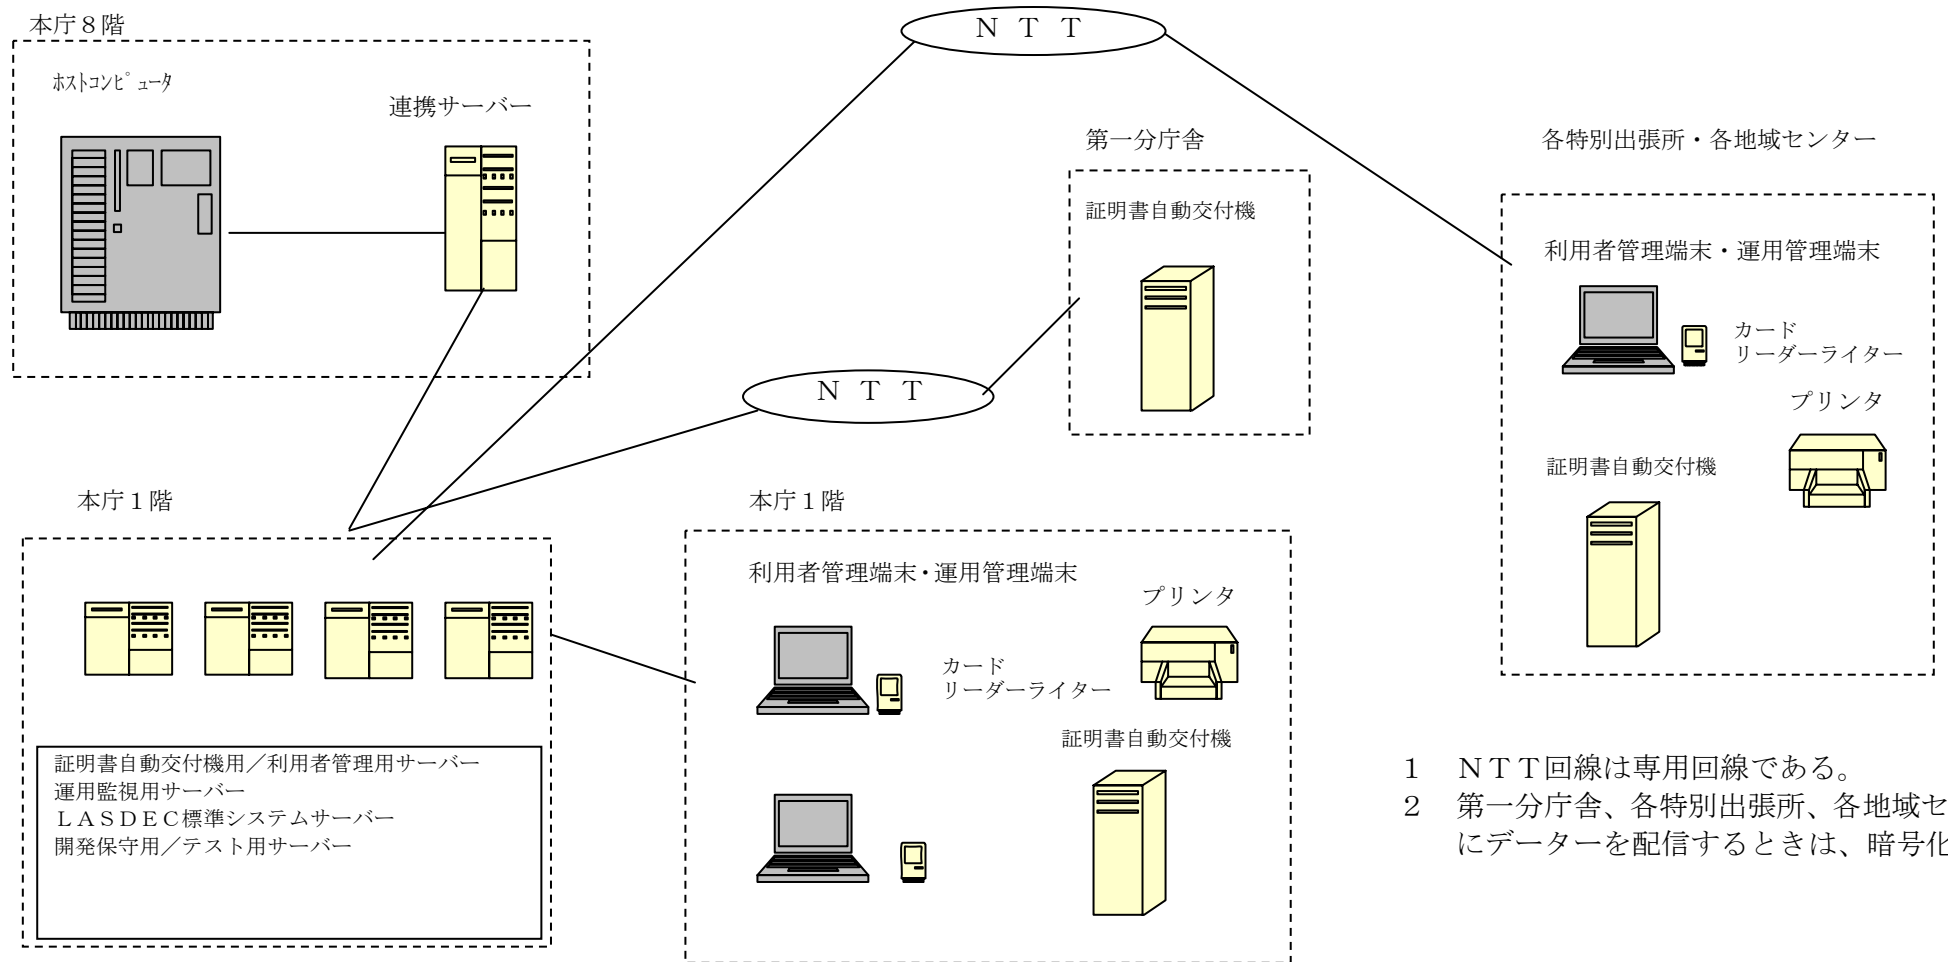 本庁８階
ホストコンピュータ
連携サーバー
ＮＴＴ
第一分庁舎
証明書自動交付機
各特別出張所・各地域センター
利用者管理端末・運用管理端末
カード
リーダーライター
プリンタ
証明書自動交付機
ＮＴＴ
本庁１階
証明書自動交付機用／利用者管理用サーバー
運用監視用サーバー
ＬＡＳＤＥＣ標準システムサーバー
開発保守用／テスト用サーバー
本庁１階
利用者管理端末・運用管理端末
プリンタ
カード
リーダーライター
証明書自動交付機
１　ＮＴＴ回線は専用回線である。
２　第一分庁舎、各特別出張所、各地域セ
にデーターを配信するときは、暗号化